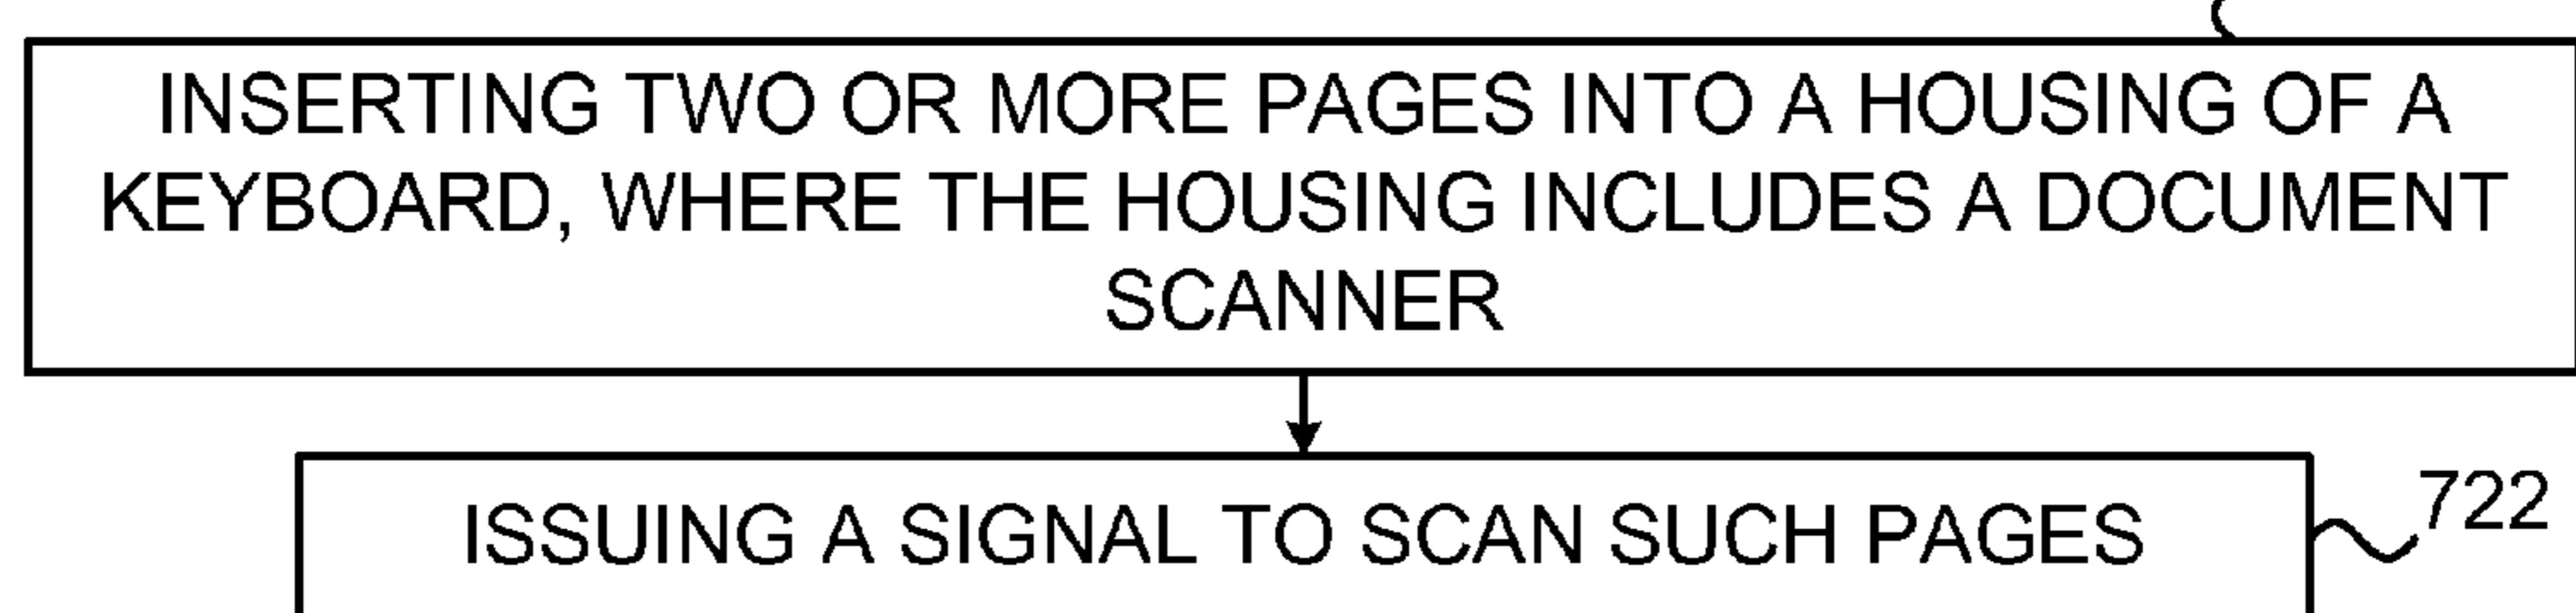 INSERTING TWO OR MORE PAGES INTO A HOUSING OF A
KEYBOARD, WHERE THE HOUSING INCLUDES A DOCUMENT
SCANNER
ISSUING A SIGNAL TO SCAN SUCH PAGES
722